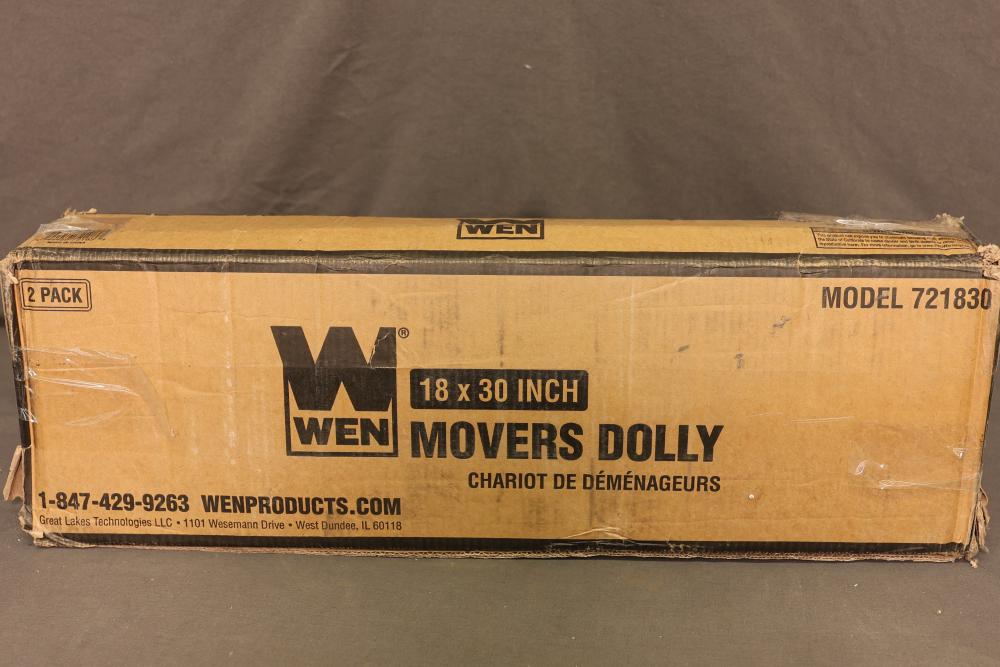 WEN
2 PACK
MODEL 721830
W®
WEN
18 x 30 INCH
MOVERS DOLLY
CHARIOT DE DÉMÉNAGEURS
1-847-429-9263 WENPRODUCTS.COM
Great Lakes Technologies LLC • 1101 Wesemann Drive • West Dundee, IL 60118